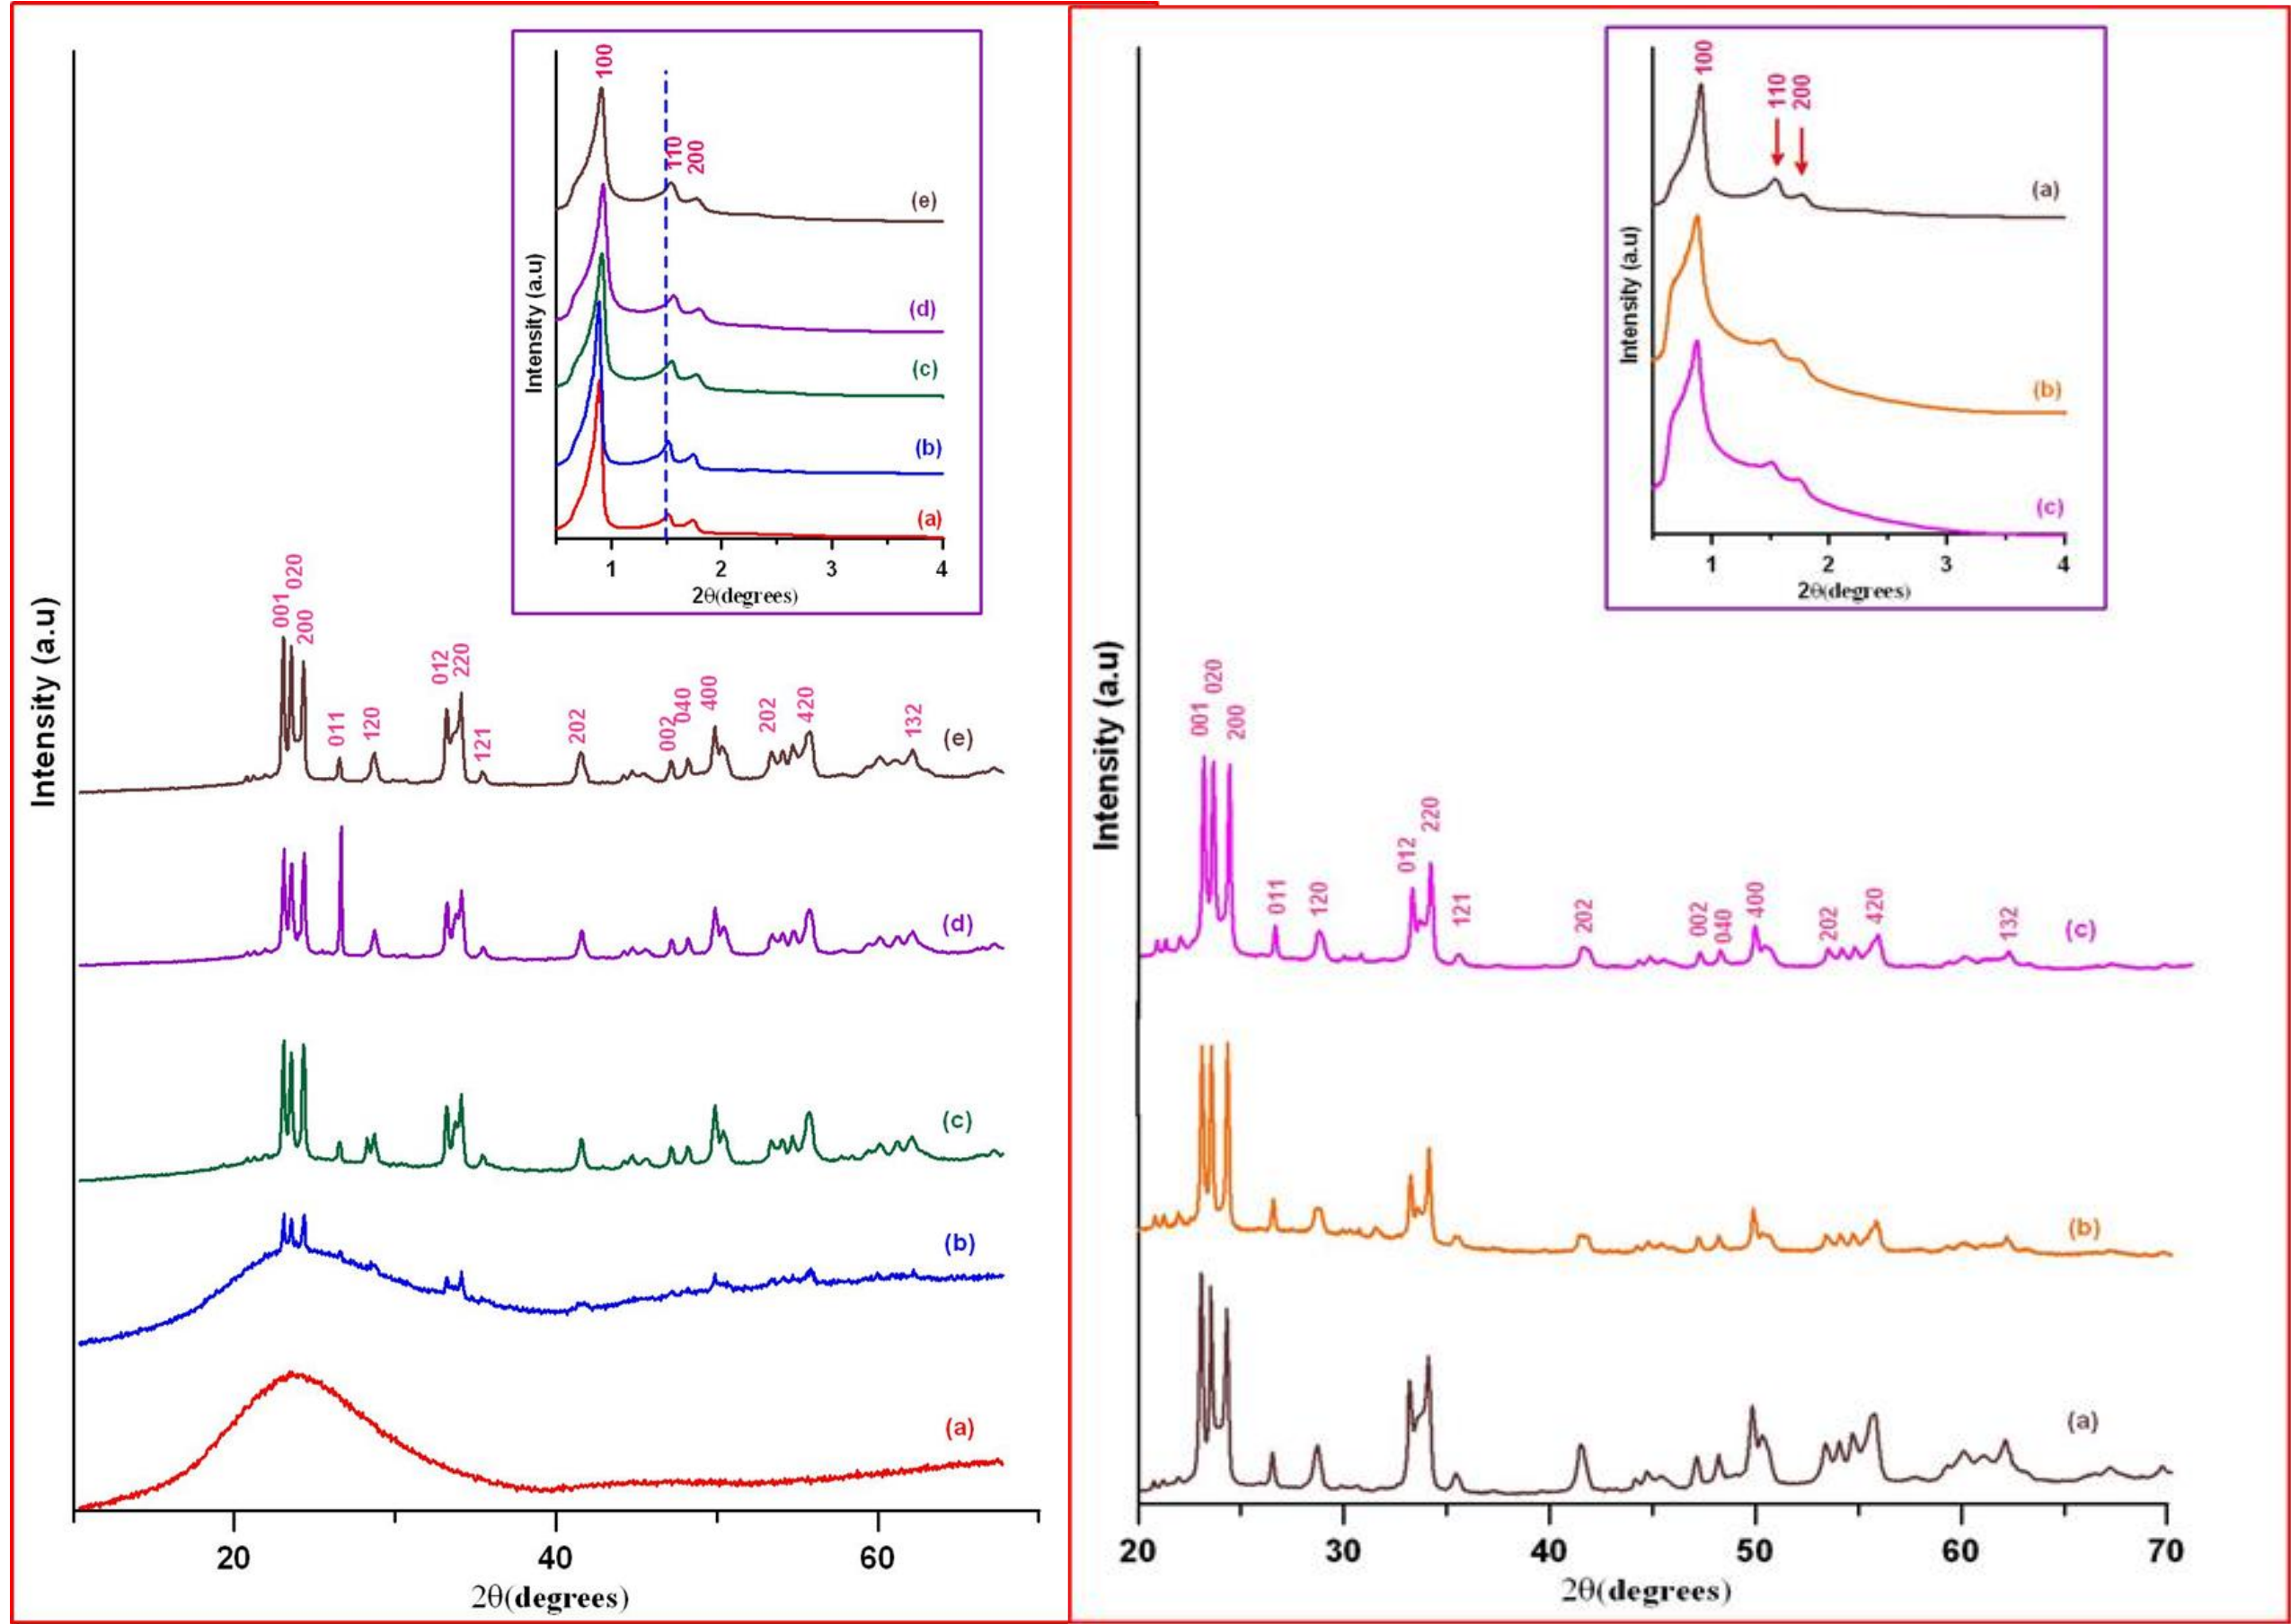 100
110
200
(e)
(d)
(c)
(b)
(a)
Intensity (a.u)
1 2 3 4
2θ(degrees)
001 020 200 011 120 012 220 121 202 002 040 400 202 420 132
(e)
(d)
(c)
(b)
(a)
Intensity (a.u)
20 40 60
2θ(degrees)
100
110
200
(a)
(b)
(c)
Intensity (a.u)
1 2 3 4
2θ(degrees)
001 020 200 011 120 012 220 121 202 002 040 400 202 420 132
(c)
(b)
(a)
Intensity (a.u)
20 30 40 50 60 70
2θ(degrees)